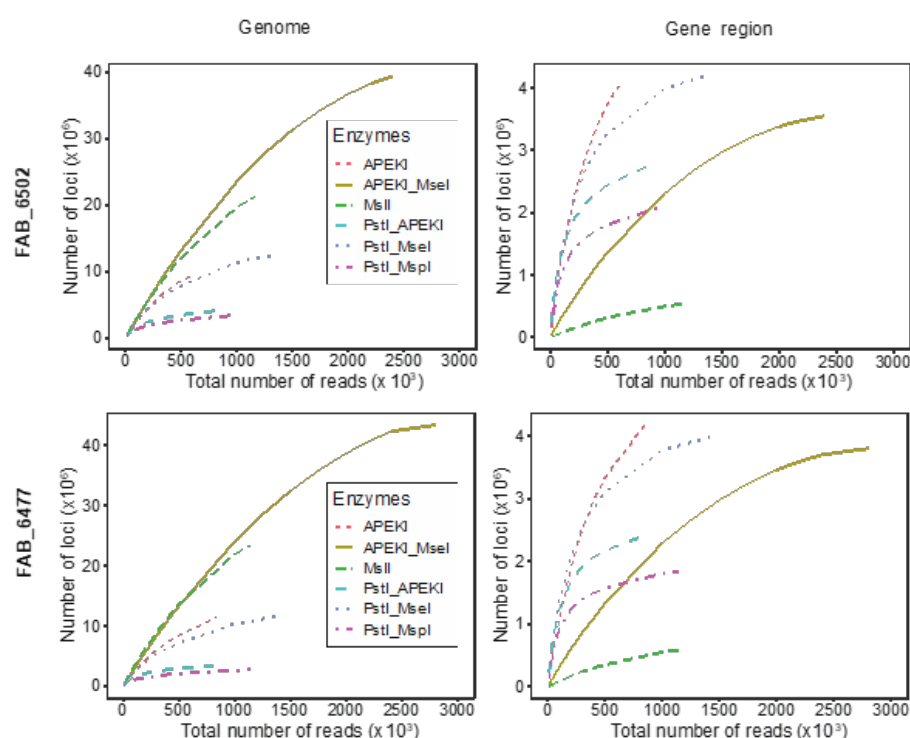 Genome
Gene region
FAB_6502
Number of loci (x10⁶)
40
30
20
10
0
Enzymes
APEKI
APEKI_MseI
MslI
PstI_APEKI
PstI_MseI
PstI_MspI
0 500 1000 1500 2000 2500 3000
Total number of reads (x 10³)
Number of loci (x10⁶)
4
3
2
1
0
0 500 1000 1500 2000 2500 3000
Total number of reads (x 10³)
FAB_6477
Number of loci (x10⁶)
40
30
20
10
0
Enzymes
APEKI
APEKI_MseI
MslI
PstI_APEKI
PstI_MseI
PstI_MspI
0 500 1000 1500 2000 2500 3000
Total number of reads (x 10³)
Number of loci (x10⁶)
4
3
2
1
0
0 500 1000 1500 2000 2500 3000
Total number of reads (x 10³)